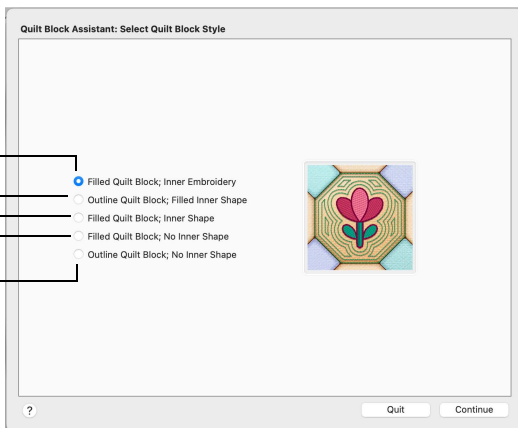 Quilt Block Assistant: Select Quilt Block Style
Filled Quilt Block; Inner Embroidery
Outline Quilt Block; Filled Inner Shape
Filled Quilt Block; Inner Shape
Filled Quilt Block; No Inner Shape
Outline Quilt Block; No Inner Shape
?
Quit
Continue